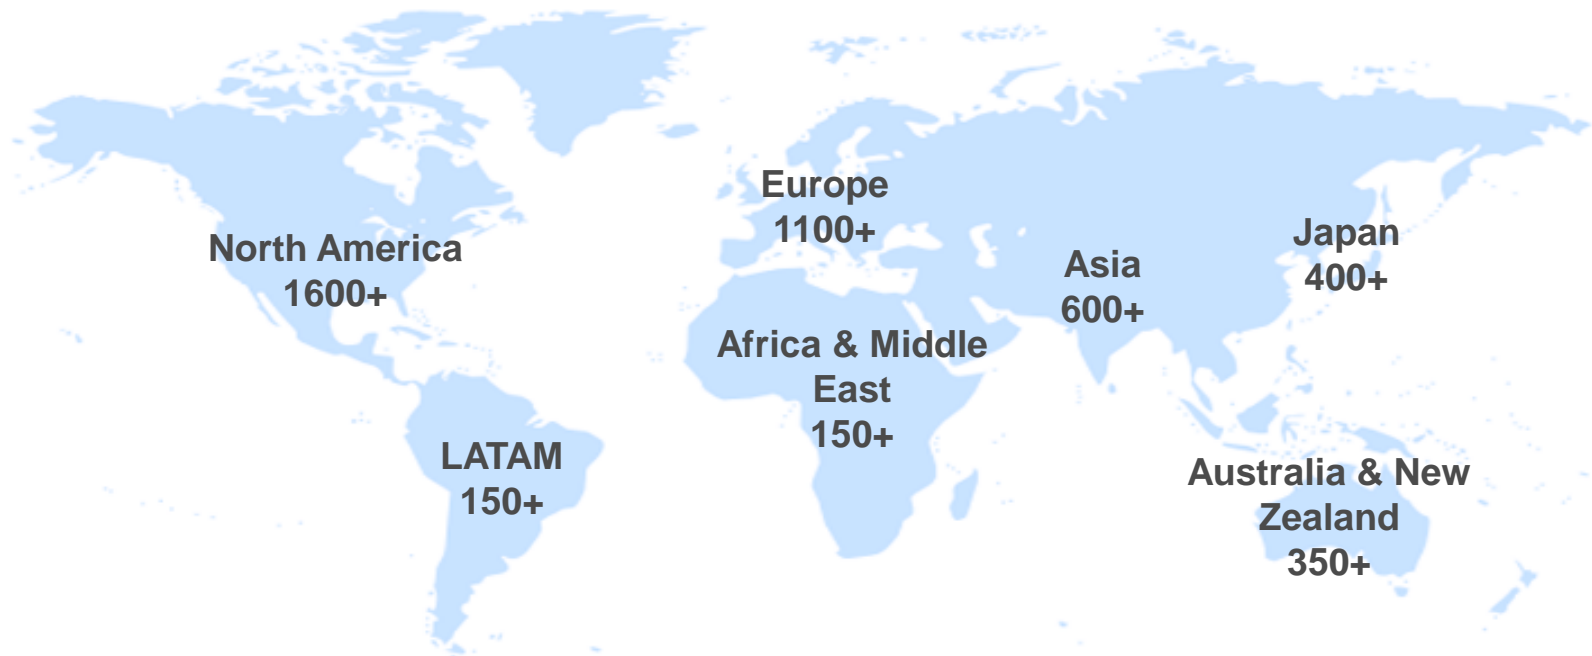 Europe
1100+
North America
1600+
Japan
400+
Asia
600+
Africa & Middle
East
150+
LATAM
150+
Australia & New
Zealand
350+